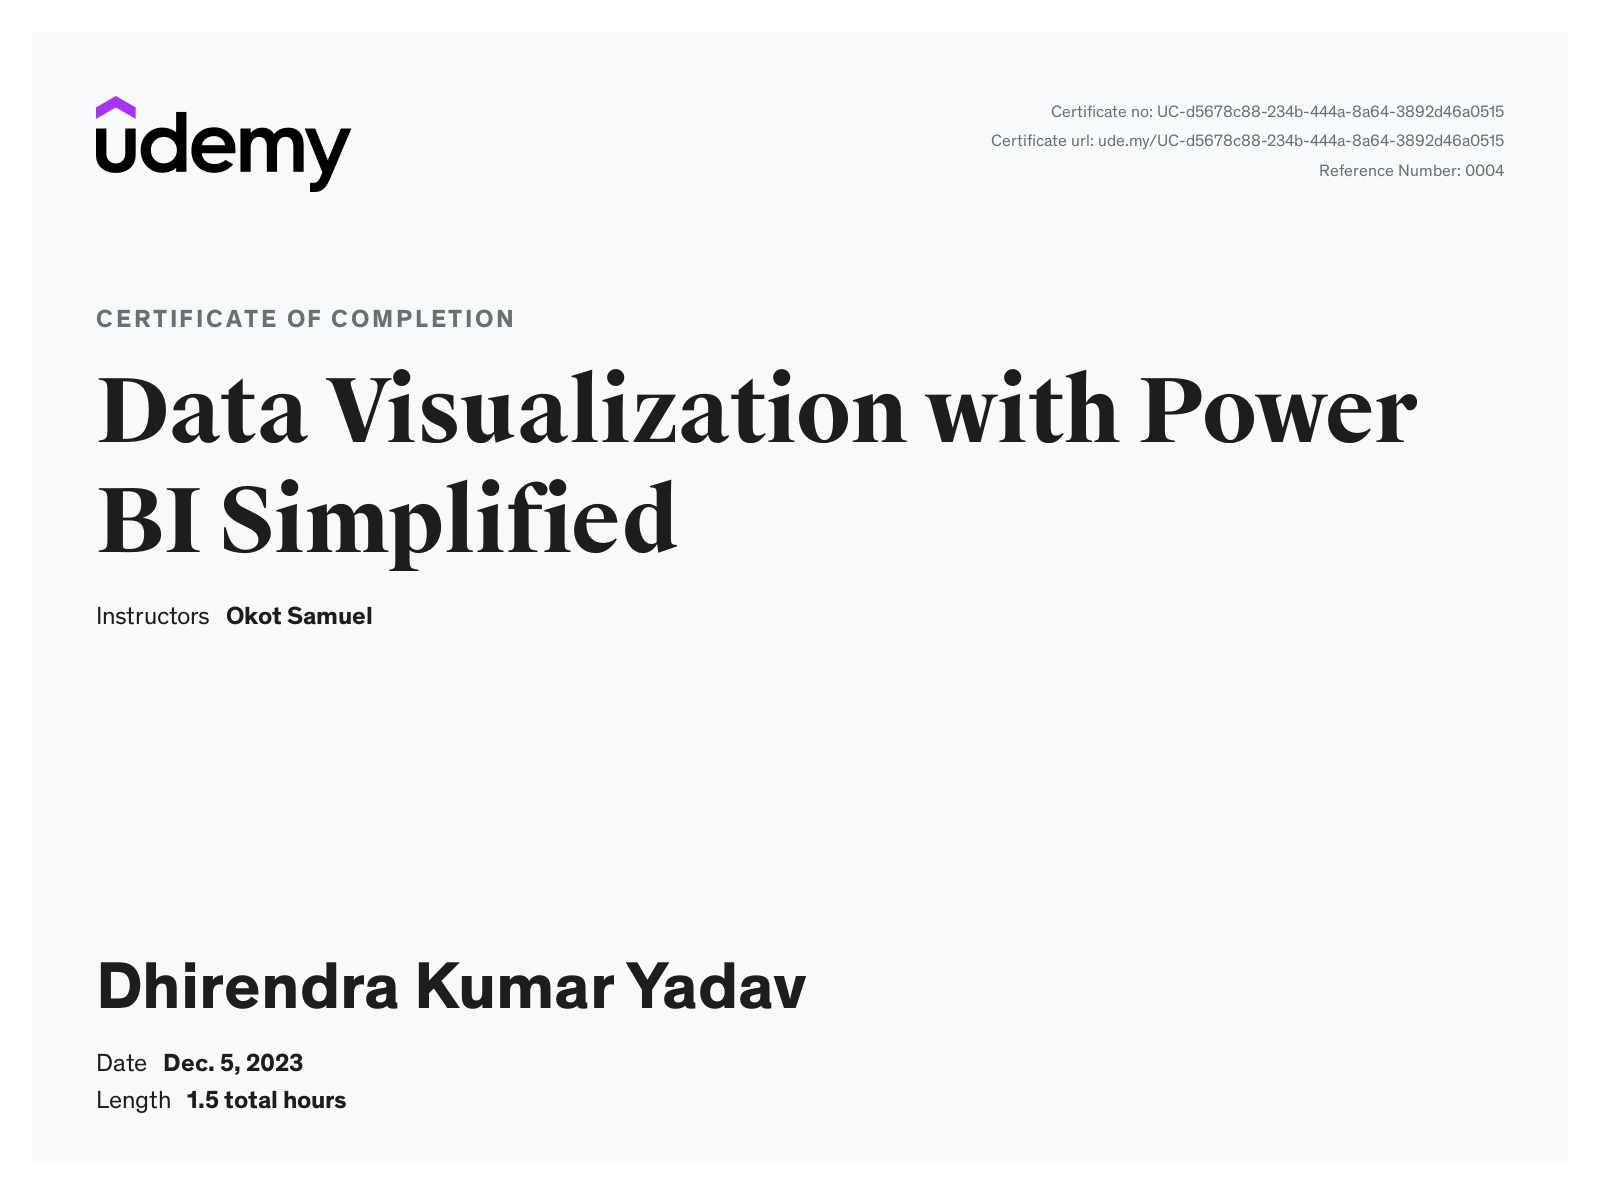 udemy
Certificate no: UC-d5678c88-234b-444a-8a64-3892d46a0515
Certificate url: ude.my/UC-d5678c88-234b-444a-8a64-3892d46a0515
Reference Number: 0004
CERTIFICATE OF COMPLETION
Data Visualization with Power
BI Simplified
Instructors Okot Samuel
Dhirendra Kumar Yadav
Date Dec. 5, 2023
Length 1.5 total hours